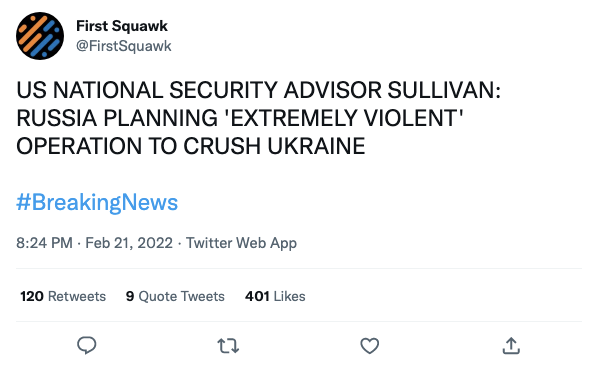 First Squawk
@FirstSquawk
US NATIONAL SECURITY ADVISOR SULLIVAN:
RUSSIA PLANNING 'EXTREMELY VIOLENT'
OPERATION TO CRUSH UKRAINE
#BreakingNews
8:24 PM · Feb 21, 2022 · Twitter Web App
120 Retweets 9 Quote Tweets 401 Likes